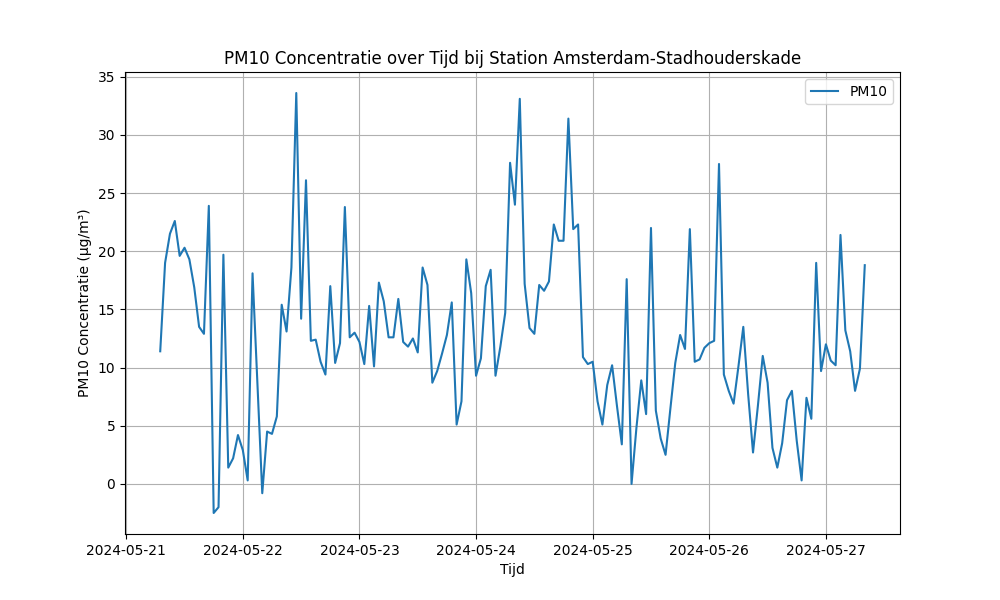 PM10 Concentratie over Tijd bij Station Amsterdam-Stadhouderskade
PM10
PM10 Concentratie (µg/m³)
35
30
25
20
15
10
5
0
2024-05-21 2024-05-22 2024-05-23 2024-05-24 2024-05-25 2024-05-26 2024-05-27
Tijd